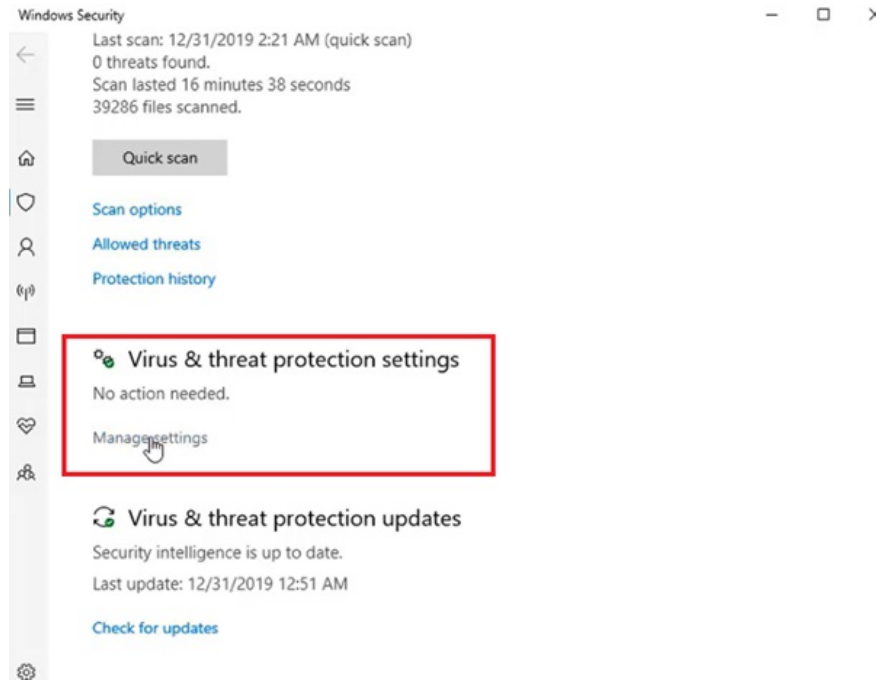 Windows Security
Last scan: 12/31/2019 2:21 AM (quick scan)
0 threats found.
Scan lasted 16 minutes 38 seconds
39286 files scanned.
Quick scan
Scan options
Allowed threats
Protection history
Virus & threat protection settings
No action needed.
Manage settings
Virus & threat protection updates
Security intelligence is up to date.
Last update: 12/31/2019 12:51 AM
Check for updates